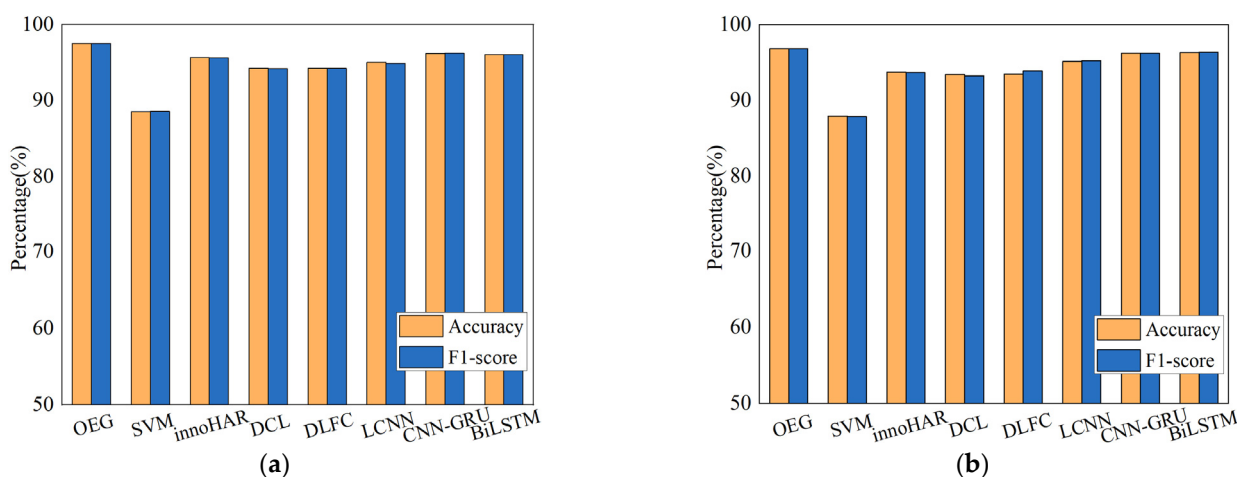 100
90
80
70
60
50
Percentage(%)
Accuracy
F1-score
OEG SVM innoHAR DCL DLFC LCNN CNN-GRU BiLSTM
(a)
100
90
80
70
60
50
Percentage(%)
Accuracy
F1-score
OEG SVM innoHAR DCL DLFC LCNN CNN-GRU BiLSTM
(b)